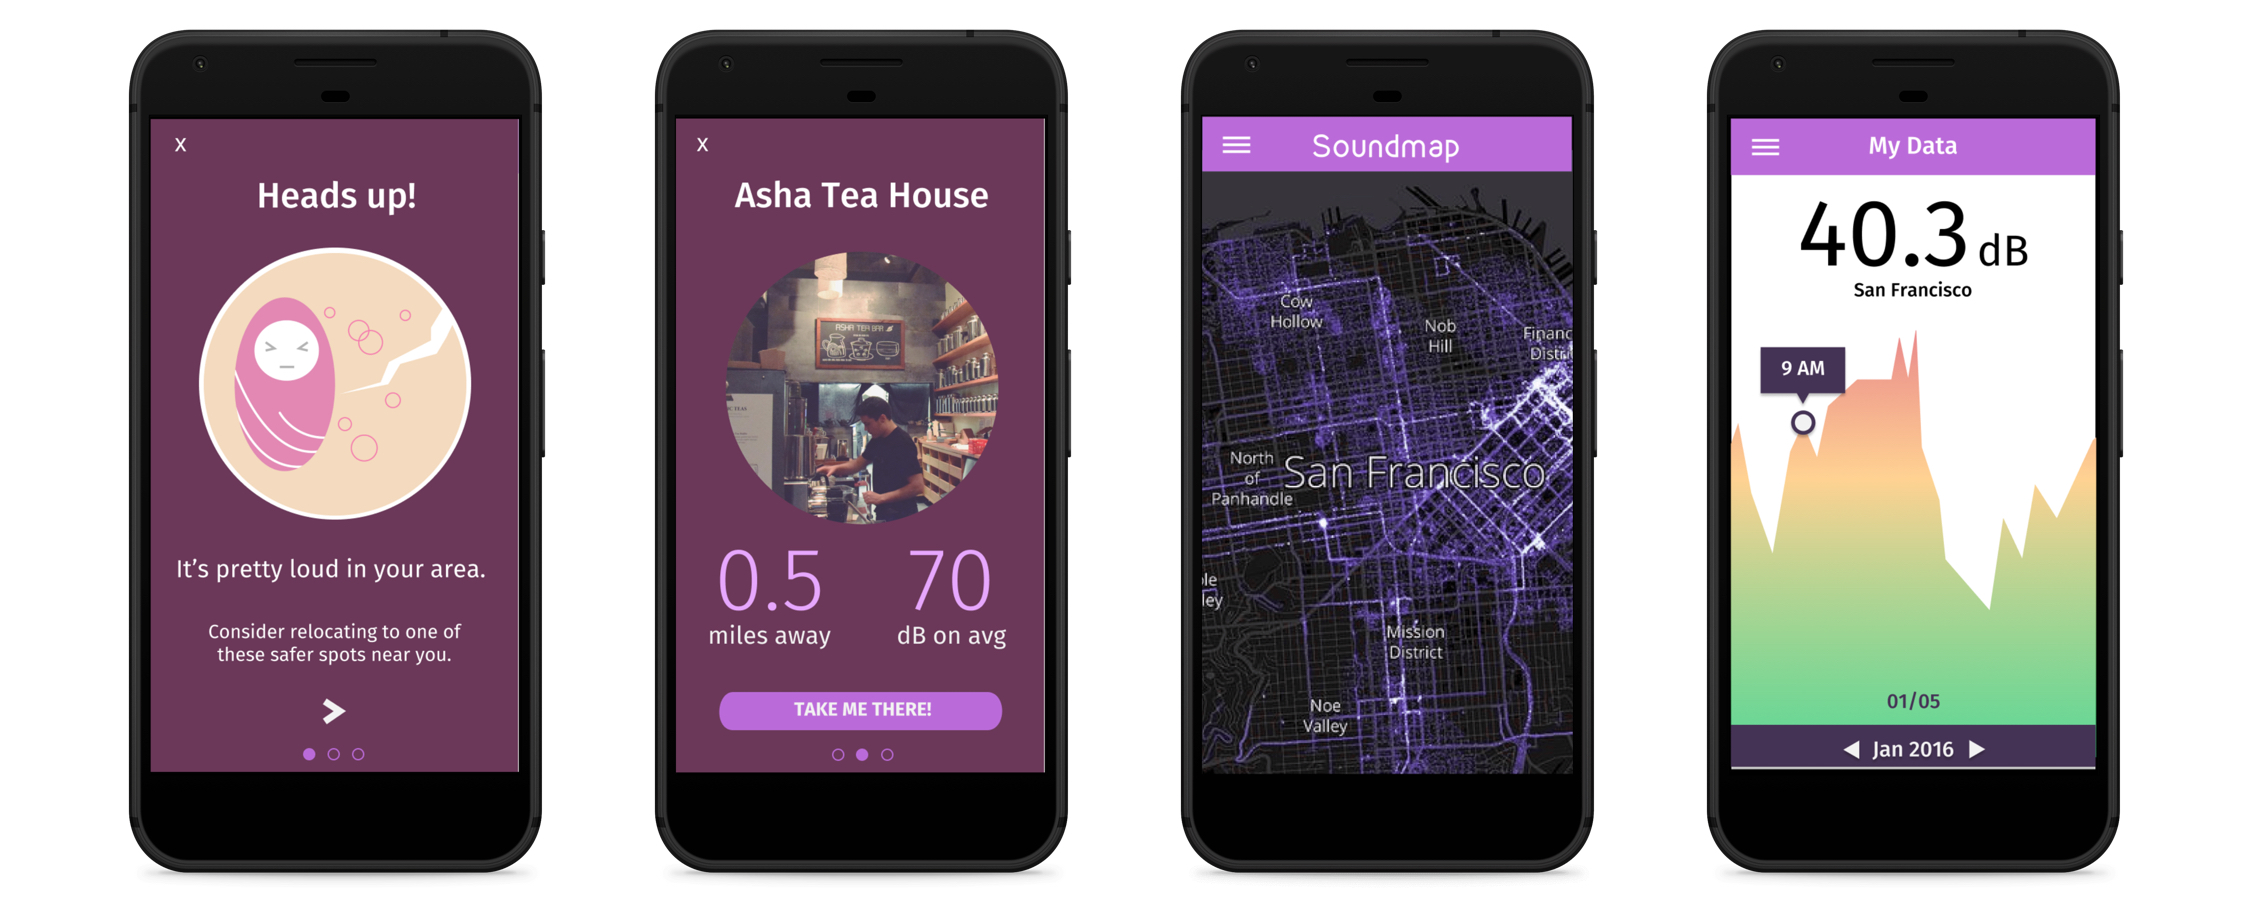 X
Heads up!
It's pretty loud in your area.
Consider relocating to one of
these safer spots near you.
X
Asha Tea House
ASHA TEA BAR
0.5
miles away
70
dB on avg
TAKE ME THERE!
Soundmap
Cow
Hollow
Nob
Hill
Financ
Distri
North
of
Panhandle
San Francisco
le
ley
Mission
District
Noe
Valley
My Data
40.3 dB
San Francisco
9 AM
01/05
Jan 2016